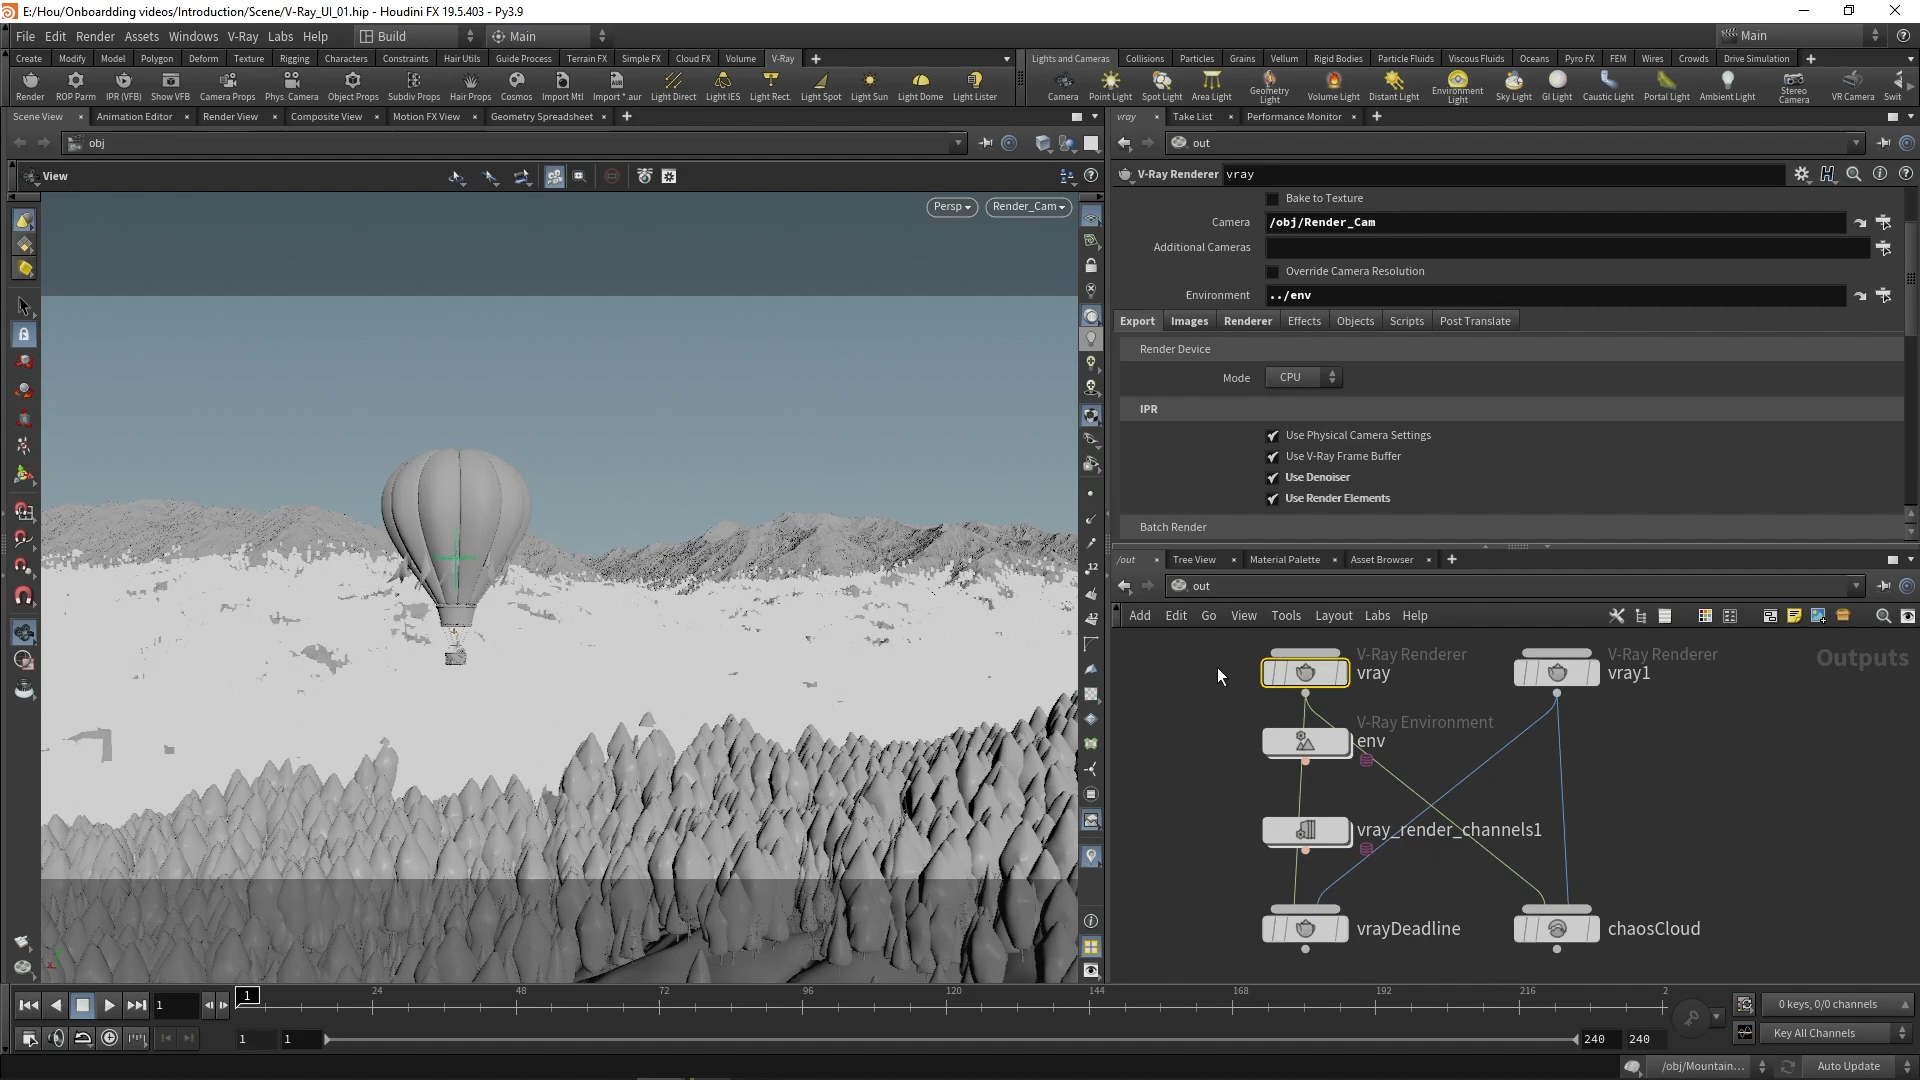 E:/Hou/Onboardding videos/Introduction/Scene/V-Ray_UI_01.hip - Houdini FX 19.5.403 - Py3.9
File Edit Render Assets Windows V-Ray Labs Help Build Main Main
Create Modify Model Polygon Deform Texture Rigging Characters Constraints Hair Utils Guide Process Terrain FX Simple FX Cloud FX Volume V-Ray
Lights and Cameras Collisions Particles Grains Vellum Rigid Bodies Particle Fluids Viscous Fluids Oceans Pyro FX FEM Wires Crowds Drive Simulation
Render ROP Parm IPR (VFB) Show VFB Camera Props Phys. Camera Object Props Subdiv Props Hair Props Cosmos Import Mtl Import *.aur Light Direct Light IES Light Rect. Light Spot Light Sun Light Dome Light Lister
Camera Point Light Spot Light Area Light Geometry Light Volume Light Distant Light Environment Light Sky Light GI Light Caustic Light Portal Light Ambient Light Stereo Camera VR Camera Swit
Scene View Animation Editor Render View Composite View Motion FX View Geometry Spreadsheet
vray Take List Performance Monitor
obj
out
View
V-Ray Renderer vray
Persp Render_Cam
Bake to Texture
Camera /obj/Render_Cam
Additional Cameras
Override Camera Resolution
Environment ../env
Export Images Renderer Effects Objects Scripts Post Translate
Render Device
Mode CPU
IPR
Use Physical Camera Settings
Use V-Ray Frame Buffer
Use Denoiser
Use Render Elements
Batch Render
/out Tree View Material Palette Asset Browser
out
Add Edit Go View Tools Layout Labs Help
V-Ray Renderer
vray
V-Ray Renderer
vray1
Outputs
V-Ray Environment
env
vray_render_channels1
vrayDeadline
chaosCloud
1 1 24 48 72 96 120 144 168 192 216 2
0 keys, 0/0 channels
1 1 240 240
Key All Channels
/obj/Mountain... Auto Update